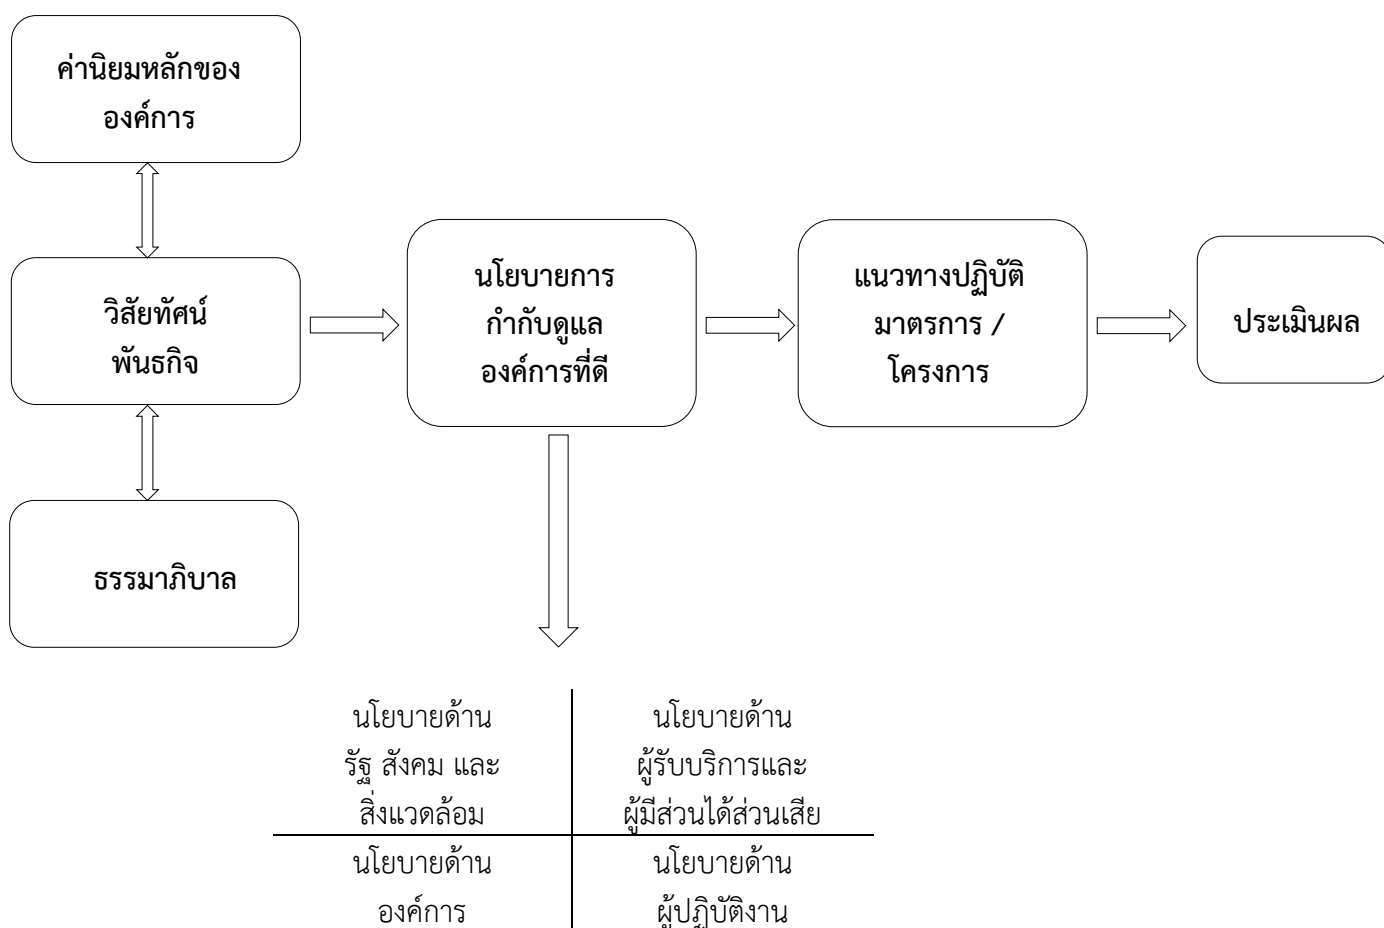 ค่านิยมหลักของ
องค์การ
วิสัยทัศน์
พันธกิจ
ธรรมาภิบาล
นโยบายการ
กำกับดูแล
องค์การที่ดี
แนวทางปฏิบัติ
มาตรการ /
โครงการ
ประเมินผล
นโยบายด้าน
รัฐ สังคม และ
สิ่งแวดล้อม
นโยบายด้าน
ผู้รับบริการและ
ผู้มีส่วนได้ส่วนเสีย
นโยบายด้าน
องค์การ
นโยบายด้าน
ผู้ปฏิบัติงาน